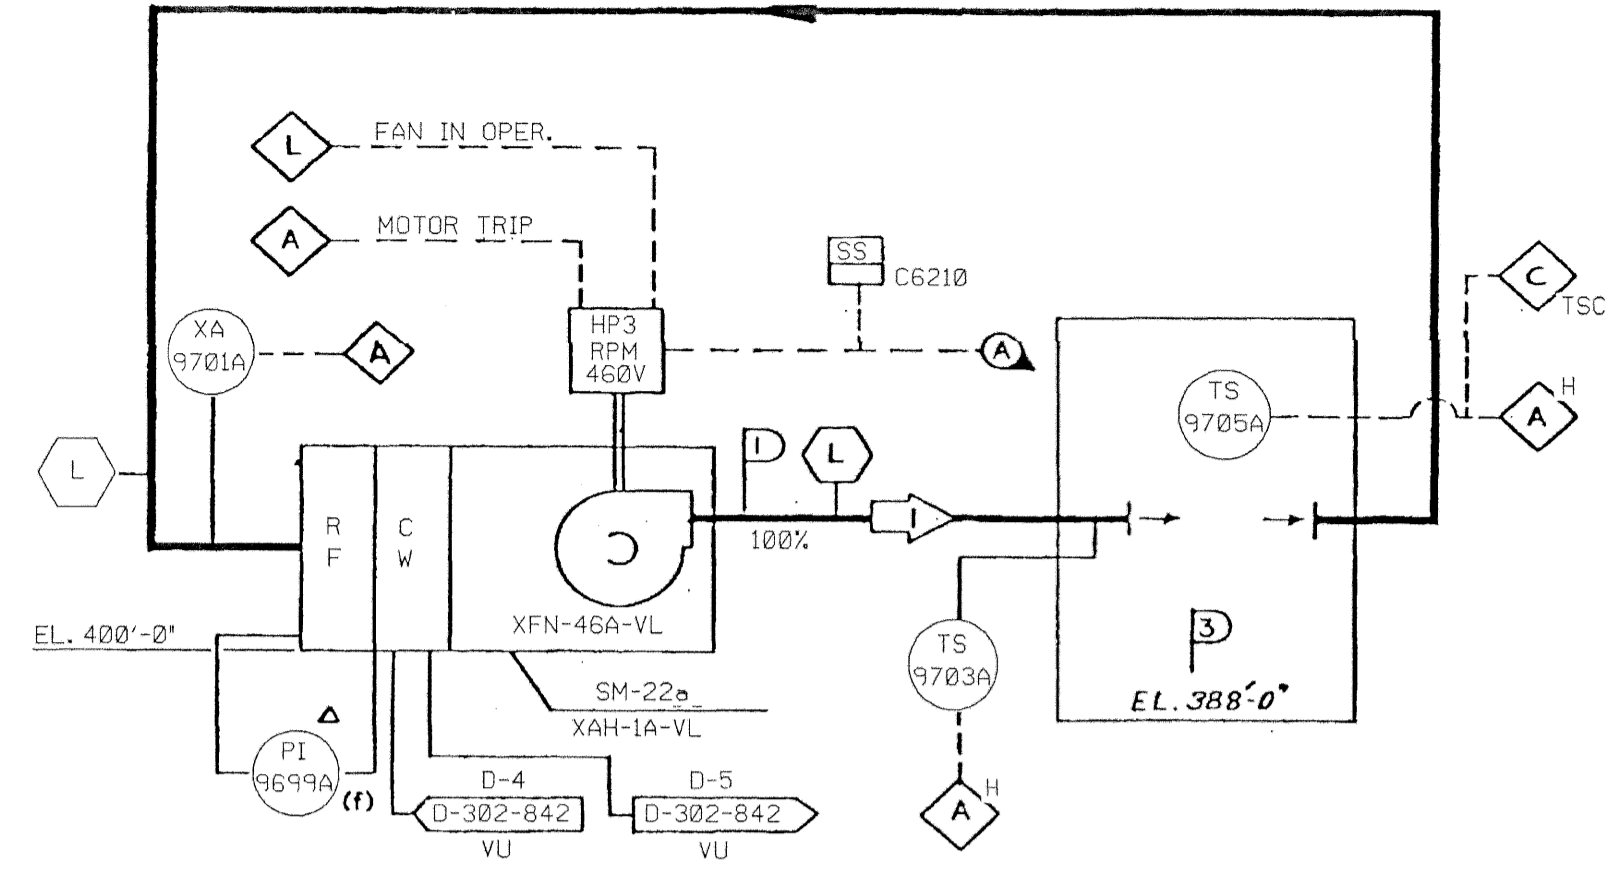 L
FAN IN OPER.
A
MOTOR TRIP
SS
C6210
C
TSC
XA
9701A
A
HP3
RPM
460V
A
TS
9705A
H
A
L
1
L
R
F
C
W
100%
1
XFN-46A-VL
EL. 400'-0"
TS
9703A
3
EL. 388'-0"
SM-22a
XAH-1A-VL
Δ
PI
9699A
(f)
D-4
D-302-842
VU
D-5
D-302-842
VU
H
A